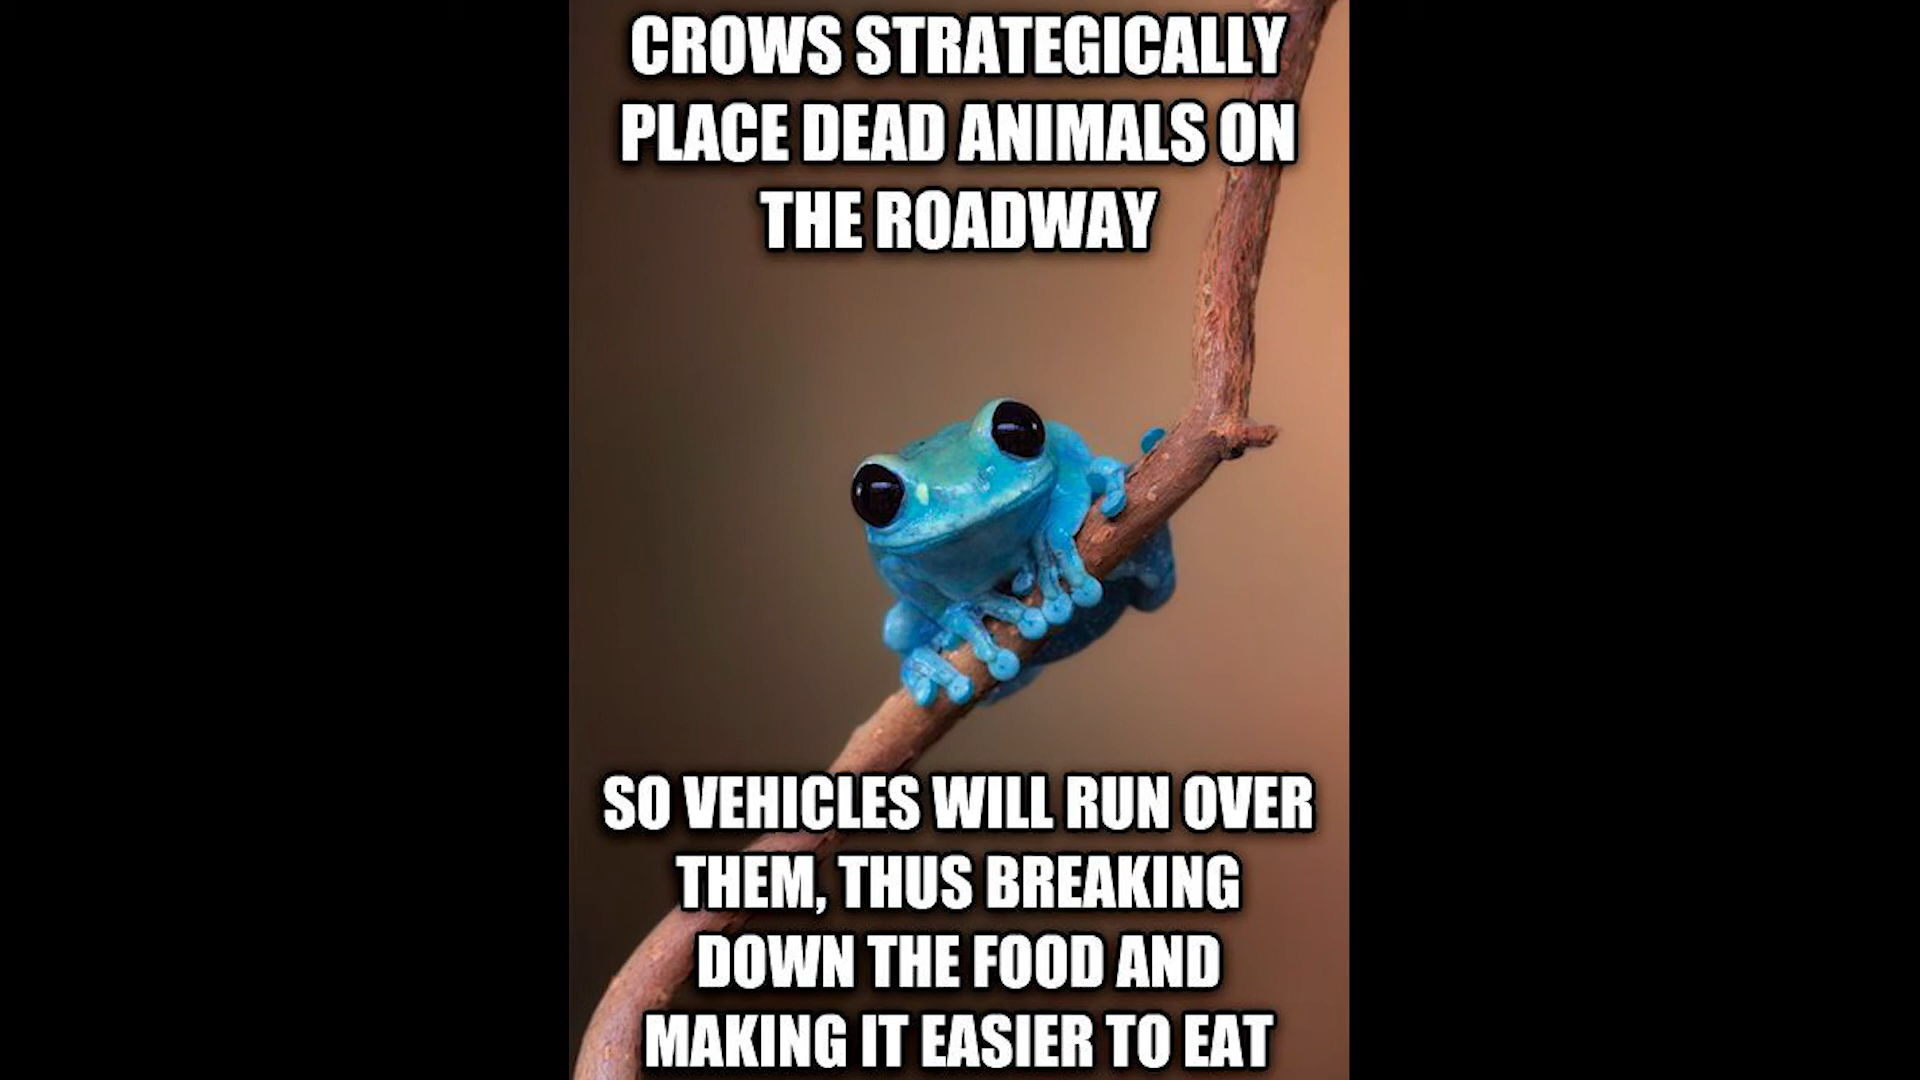 CROWS STRATEGICALLY
PLACE DEAD ANIMALS ON
THE ROADWAY
SO VEHICLES WILL RUN OVER
THEM, THUS BREAKING
DOWN THE FOOD AND
MAKING IT EASIER TO EAT